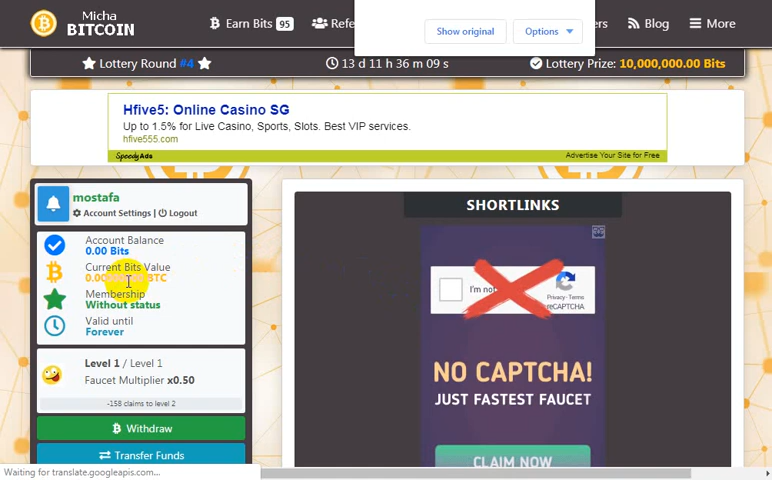 Micha
BITCOIN
Earn Bits 95
Refe
Show original
Options
ers
Blog
More
Lottery Round #4
13 d 11 h 36 m 09 s
Lottery Prize: 10,000,000.00 Bits
Hfive5: Online Casino SG
Up to 1.5% for Live Casino, Sports, Slots. Best VIP services.
hfive555.com
SpeedyAds
Advertise Your Site for Free
mostafa
Account Settings | Logout
Account Balance
0.00 Bits
Current Bits Value
BTC
Membership
Without status
Valid until
Forever
Level 1 / Level 1
Faucet Multiplier x0.50
-158 claims to level 2
Withdraw
Transfer Funds
SHORTLINKS
I'm no
reCAPTCHA
Privacy - Terms
NO CAPTCHA!
JUST FASTEST FAUCET
CLAIM NOW
Waiting for translate.googleapis.com...